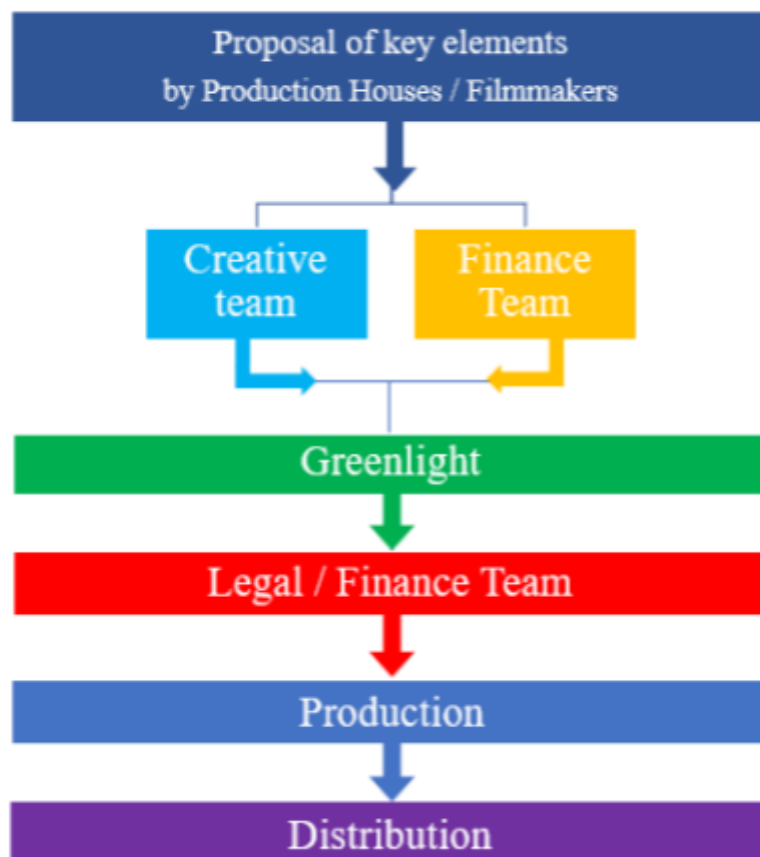 Proposal of key elements
by Production Houses / Filmmakers
Creative
team
Finance
Team
Greenlight
Legal / Finance Team
Production
Distribution